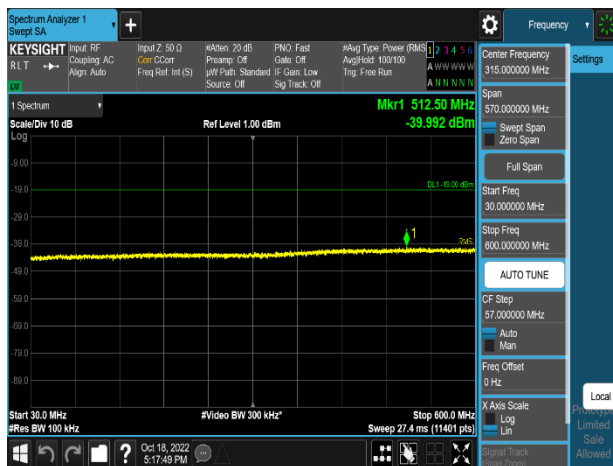 Spectrum Analyzer 1
Swept SA
Frequency
KEYSIGHT
RLT
LW
Input: RF
Coupling: AC
Align: Auto
Input Z: 50 Ω
Corr CCorr
Freq Ref: Int (S)
#Atten: 20 dB
Preamp: Off
µW Path: Standard
Source: Off
PNO: Fast
Gate: Off
IF Gain: Low
Sig Track: Off
#Avg Type: Power (RMS
Avg|Hold: 100/100
Trig: Free Run
1 2 3 4 5 6
A W W W W W
A N N N N N
1 Spectrum
Scale/Div 10 dB
Log
Ref Level 1.00 dBm
Mkr1 512.50 MHz
-39.992 dBm
-9.00
-19.0
-29.0
-39.0
-49.0
-59.0
-69.0
-79.0
-89.0
DL1 -19.00 dBm
1
RMS
Start 30.0 MHz
#Res BW 100 kHz
#Video BW 300 kHz*
Stop 600.0 MHz
Sweep 27.4 ms (11401 pts)
?
Oct 18, 2022
5:17:49 PM
Center Frequency
315.000000 MHz
Span
570.000000 MHz
Swept Span
Zero Span
Full Span
Start Freq
30.000000 MHz
Stop Freq
600.000000 MHz
AUTO TUNE
CF Step
57.000000 MHz
Auto
Man
Freq Offset
0 Hz
X Axis Scale
Log
Lin
Signal Track
(Span Zoom)
Settings
Local
Prototype
Limited
Sale
Allowed